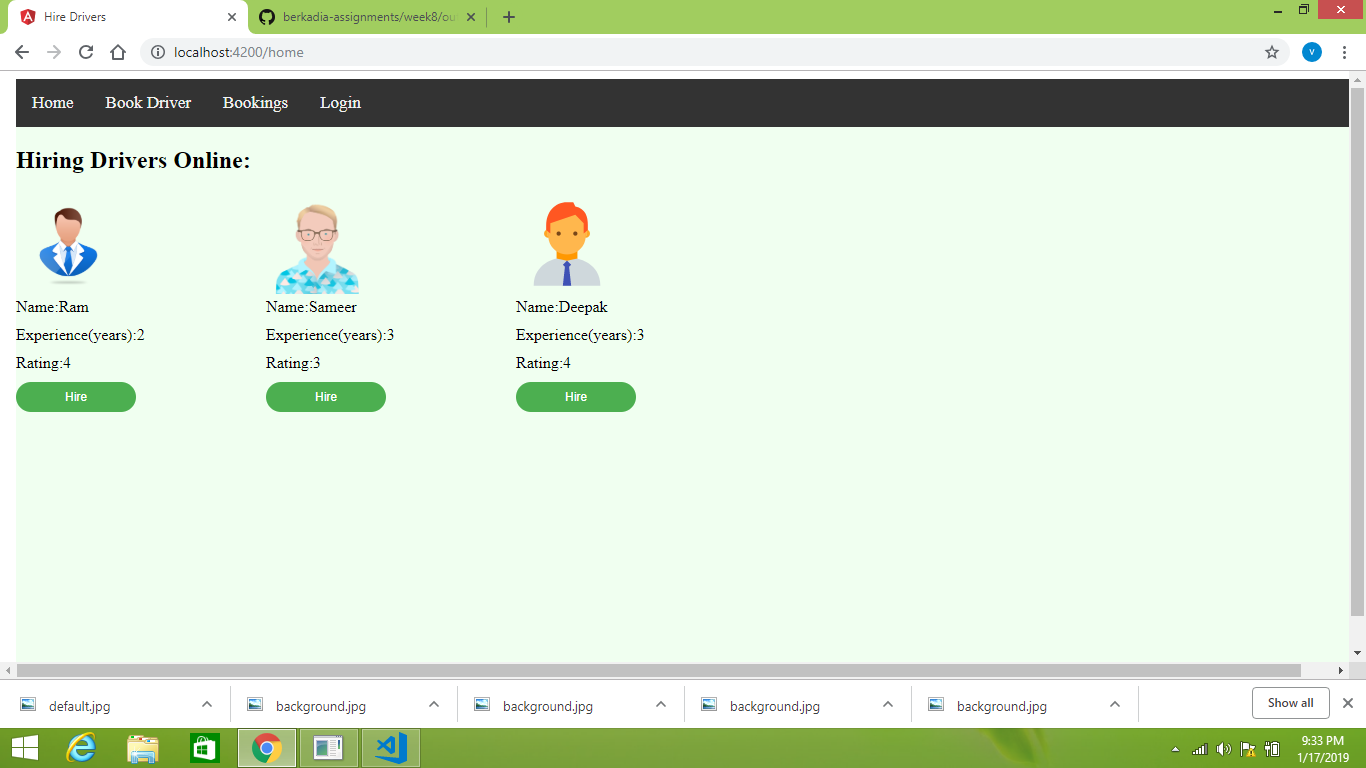 Hire Drivers
berkadia-assignments/week8/ou
localhost:4200/home
V
Home Book Driver Bookings Login
Hiring Drivers Online:
Name:Ram Name:Sameer Name:Deepak
Experience(years):2 Experience(years):3 Experience(years):3
Rating:4 Rating:3 Rating:4
Hire Hire Hire
default.jpg background.jpg background.jpg background.jpg background.jpg Show all
9:33 PM
1/17/2019